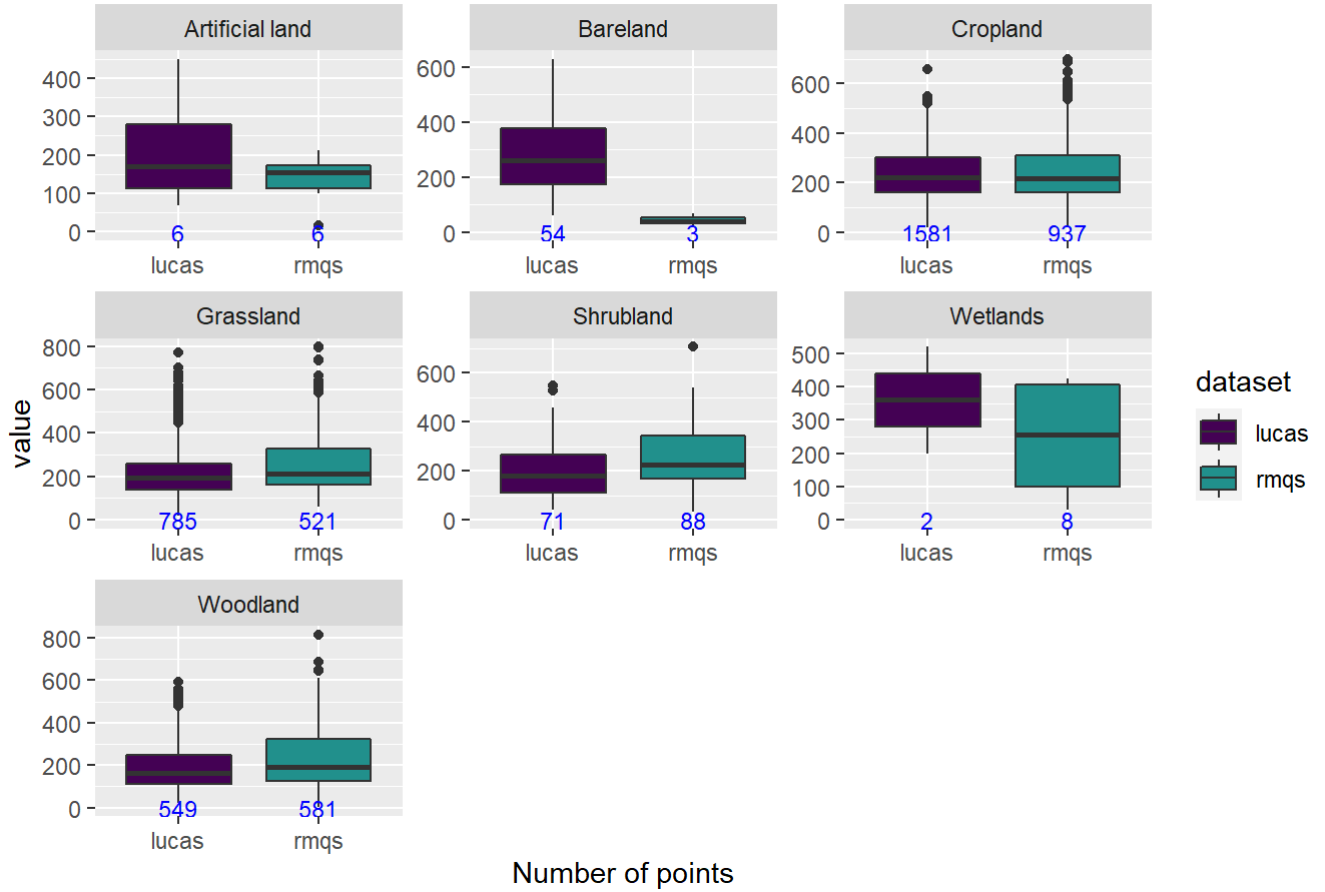 Artificial land Bareland Cropland
400
300
200
100
0
6 6
lucas rmqs
600
400
200
0
54 3
lucas rmqs
600
400
200
0
1581 937
lucas rmqs
Grassland Shrubland Wetlands
value
800
600
400
200
0
785 521
lucas rmqs
600
400
200
0
71 88
lucas rmqs
500
400
300
200
100
0
2 8
lucas rmqs
dataset
lucas
rmqs
Woodland
800
600
400
200
0
549 581
lucas rmqs
Number of points